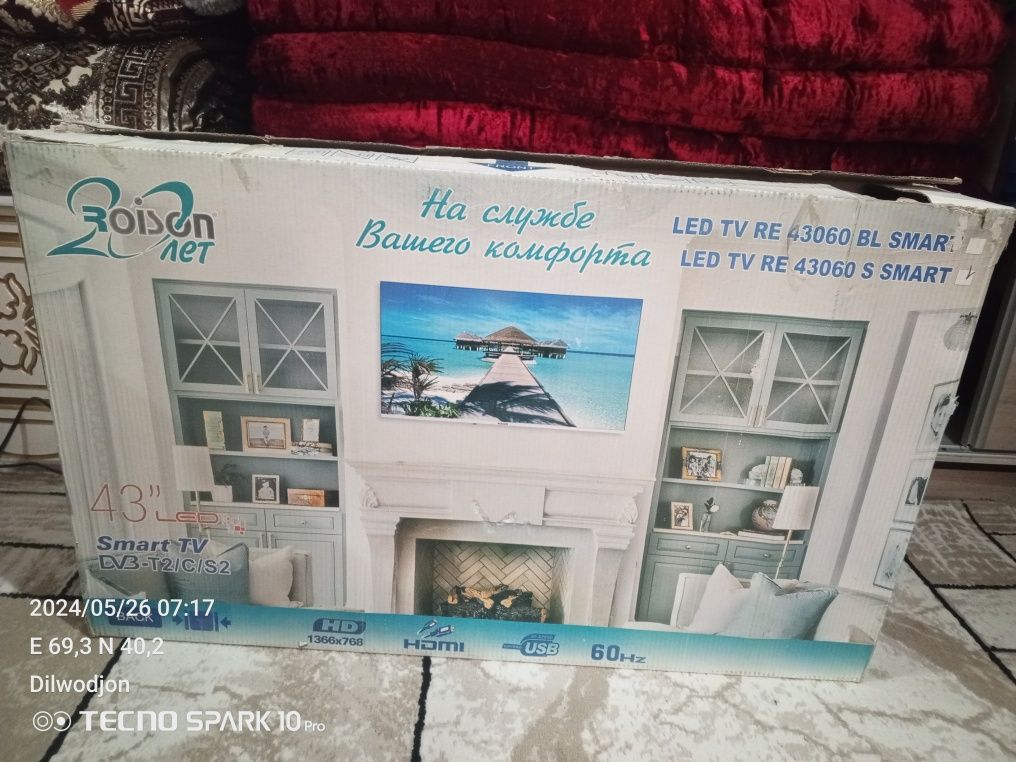 20 ROISON
лет
На службе
Вашего комфорта
LED TV RE 43060 BL SMART
LED TV RE 43060 S SMART
43" LED
Smart TV
DVB-T2/C/S2
BACK
HD
1366x768
HDMI
USB
60Hz
2024/05/26 07:17
E 69,3 N 40,2
Dilwodjon
TECNO SPARK 10 Pro